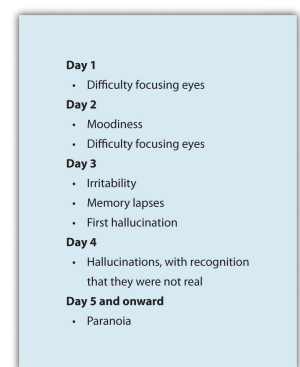 Day 1
• Difficulty focusing eyes
Day 2
• Moodiness
• Difficulty focusing eyes
Day 3
• Irritability
• Memory lapses
• First hallucination
Day 4
• Hallucinations, with recognition
that they were not real
Day 5 and onward
• Paranoia